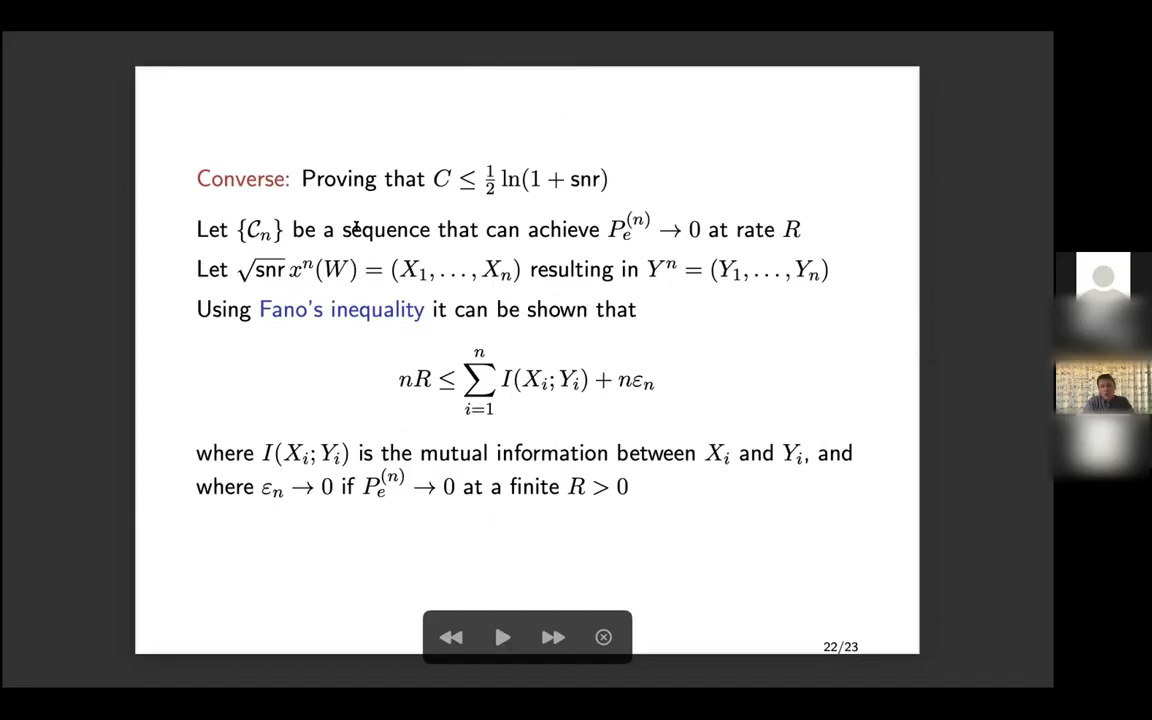 Converse: Proving that C ≤ 1/2 ln(1 + snr)
Let {𝒞ₙ} be a sequence that can achieve Pₑ⁽ⁿ⁾ → 0 at rate R
Let √snr xⁿ(W) = (X₁, . . . , Xₙ) resulting in Yⁿ = (Y₁, . . . , Yₙ)
Using Fano's inequality it can be shown that
nR ≤ ∑ᵢ₌₁ⁿ I(Xᵢ; Yᵢ) + nεₙ
where I(Xᵢ; Yᵢ) is the mutual information between Xᵢ and Yᵢ, and
where εₙ → 0 if Pₑ⁽ⁿ⁾ → 0 at a finite R > 0
22/23